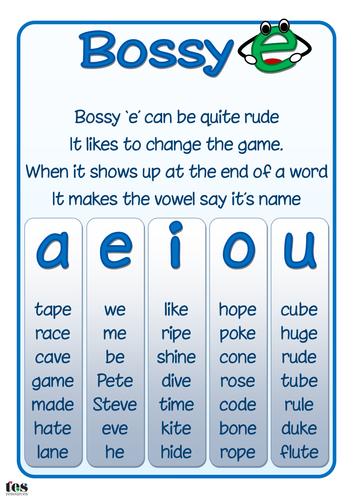 Bossy e
Bossy 'e' can be quite rude
It likes to change the game.
When it shows up at the end of a word
It makes the vowel say it's name
a e i o u
tape we like hope cube
race me ripe poke huge
cave be shine cone rude
game Pete dive rose tube
made Steve time code rule
hate eve kite bone duke
lane he hide rope flute
tes
resources